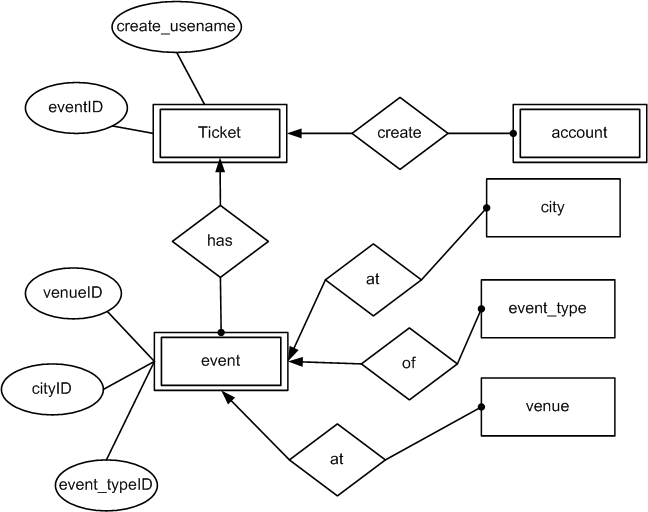 create_usename
eventID
Ticket
create
account
city
has
at
venueID
event_type
event
of
cityID
venue
at
event_typeID